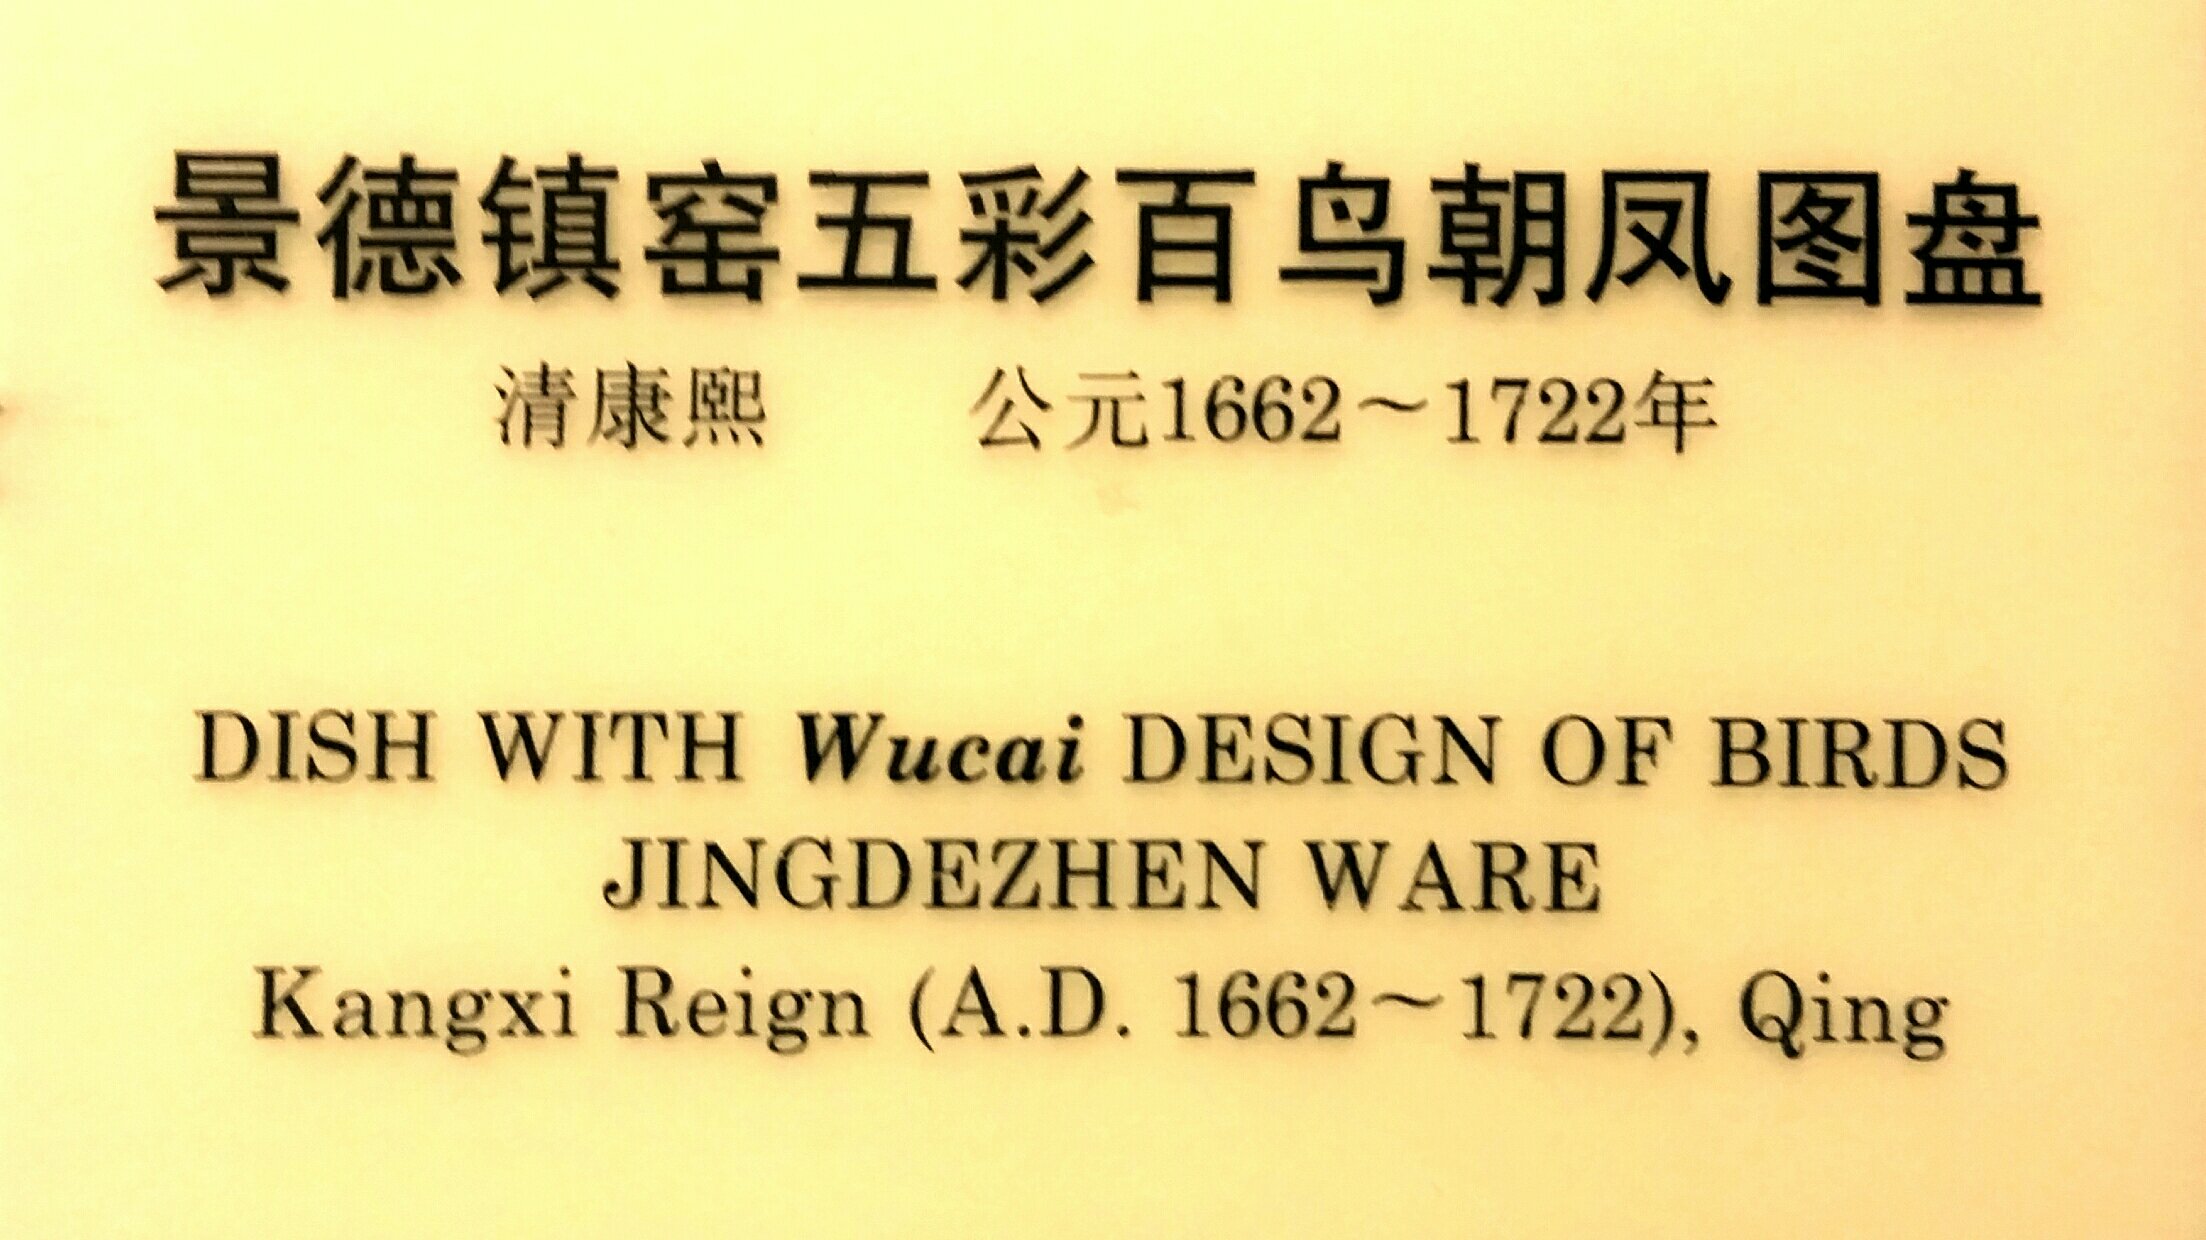 景德镇窑五彩百鸟朝凤图盘
清康熙 公元1662～1722年
DISH WITH Wucai DESIGN OF BIRDS
JINGDEZHEN WARE
Kangxi Reign (A.D. 1662～1722), Qing